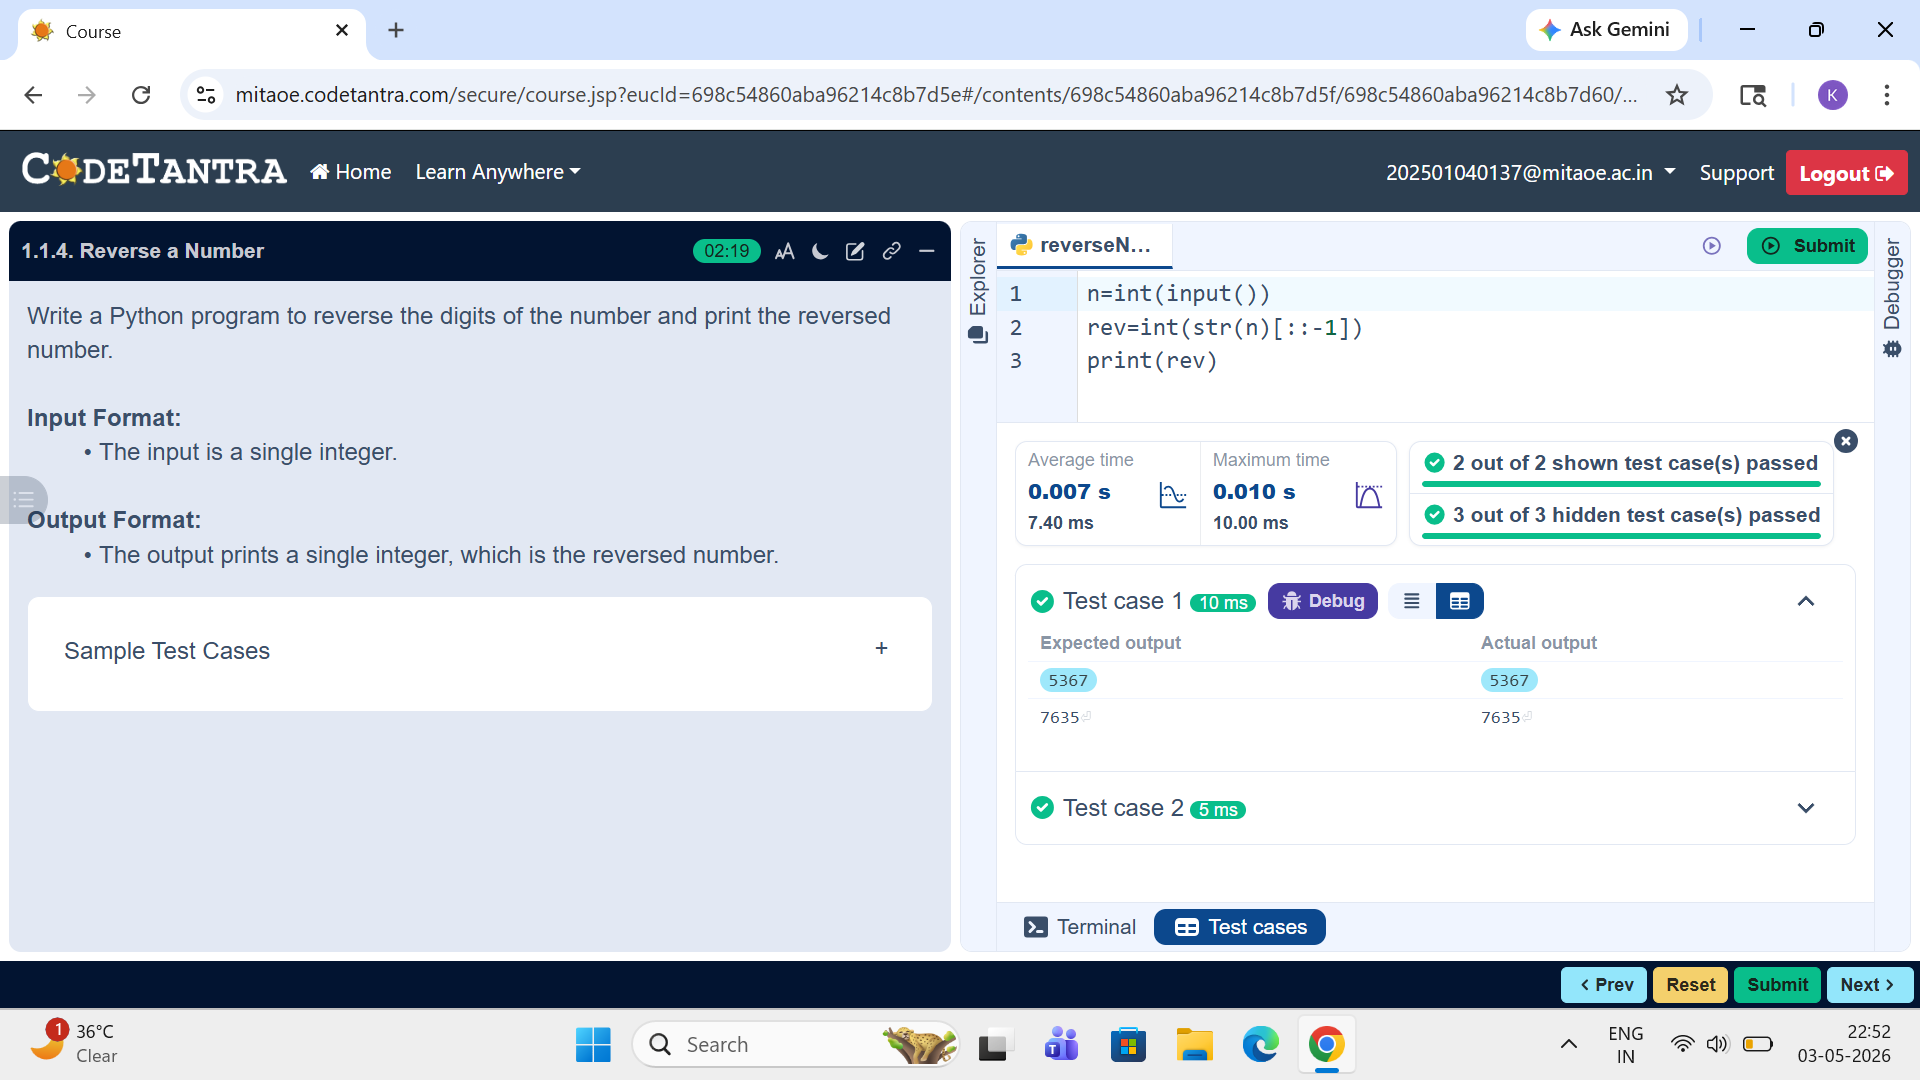 Course
Ask Gemini
mitaoe.codetantra.com/secure/course.jsp?eucId=698c54860aba96214c8b7d5e#/contents/698c54860aba96214c8b7d5f/698c54860aba96214c8b7d60/...
K
CODETANTRA
Home
Learn Anywhere
202501040137@mitaoe.ac.in
Support
Logout
1.1.4. Reverse a Number
02:19
AA
Write a Python program to reverse the digits of the number and print the reversed
number.
Input Format:
• The input is a single integer.
Output Format:
• The output prints a single integer, which is the reversed number.
Sample Test Cases
+
Explorer
reverseN...
Submit
Debugger
1 n=int(input())
2 rev=int(str(n)[::-1])
3 print(rev)
Average time
0.007 s
7.40 ms
Maximum time
0.010 s
10.00 ms
2 out of 2 shown test case(s) passed
3 out of 3 hidden test case(s) passed
Test case 1 10 ms Debug
Expected output Actual output
5367 5367
7635 7635
Test case 2 5 ms
Terminal
Test cases
< Prev
Reset
Submit
Next >
1
36°C
Clear
Search
ENG
IN
22:52
03-05-2026